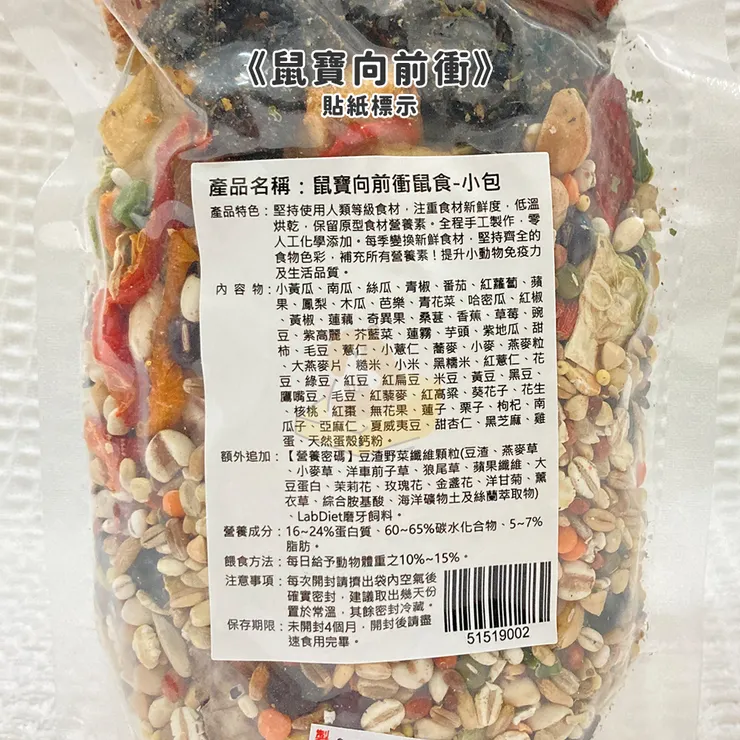 《鼠寶向前衝》
貼紙標示
產品名稱：鼠寶向前衝鼠食-小包
產品特色：堅持使用人類等級食材，注重食材新鮮度，低溫
烘乾，保留原型食材營養素。全程手工製作，零
人工化學添加。每季變換新鮮食材，堅持齊全的
食物色彩，補充所有營養素！提升小動物免疫力
及生活品質。
內 容 物：小黃瓜、南瓜、絲瓜、青椒、番茄、紅蘿蔔、蘋
果、鳳梨、木瓜、芭樂、青花菜、哈密瓜、紅椒
、黃椒、蓮藕、奇異果、桑葚、香蕉、草莓、豌
豆、紫高麗、芥藍菜、蓮霧、芋頭、紫地瓜、甜
柿、毛豆、薏仁、小薏仁、蕎麥、小麥、燕麥粒
、大燕麥片、糙米、小米、黑糯米、紅薏仁、花
豆、綠豆、紅豆、紅扁豆、米豆、黃豆、黑豆、
鷹嘴豆、毛豆、紅藜麥、紅高粱、葵花子、花生
、核桃、紅棗、無花果、蓮子、栗子、枸杞、南
瓜子、亞麻仁、夏威夷豆、甜杏仁、黑芝麻、雞
蛋、天然蛋殼鈣粉。
額外追加：【營養密碼】豆渣野菜纖維顆粒(豆渣、燕麥草
、小麥草、洋車前子草、狼尾草、蘋果纖維、大
豆蛋白、茉莉花、玫瑰花、金盞花、洋甘菊、薰
衣草、綜合胺基酸、海洋礦物土及絲蘭萃取物)
、LabDiet磨牙飼料。
營養成分：16~24%蛋白質、60~65%碳水化合物、5~7%
脂肪。
餵食方法：每日給予動物體重之10%~15%。
注意事項：每次開封請擠出袋內空氣後
確實密封，建議取出幾天份
置於常溫，其餘密封冷藏。
保存期限：未開封4個月，開封後請盡
速食用完畢。
51519002